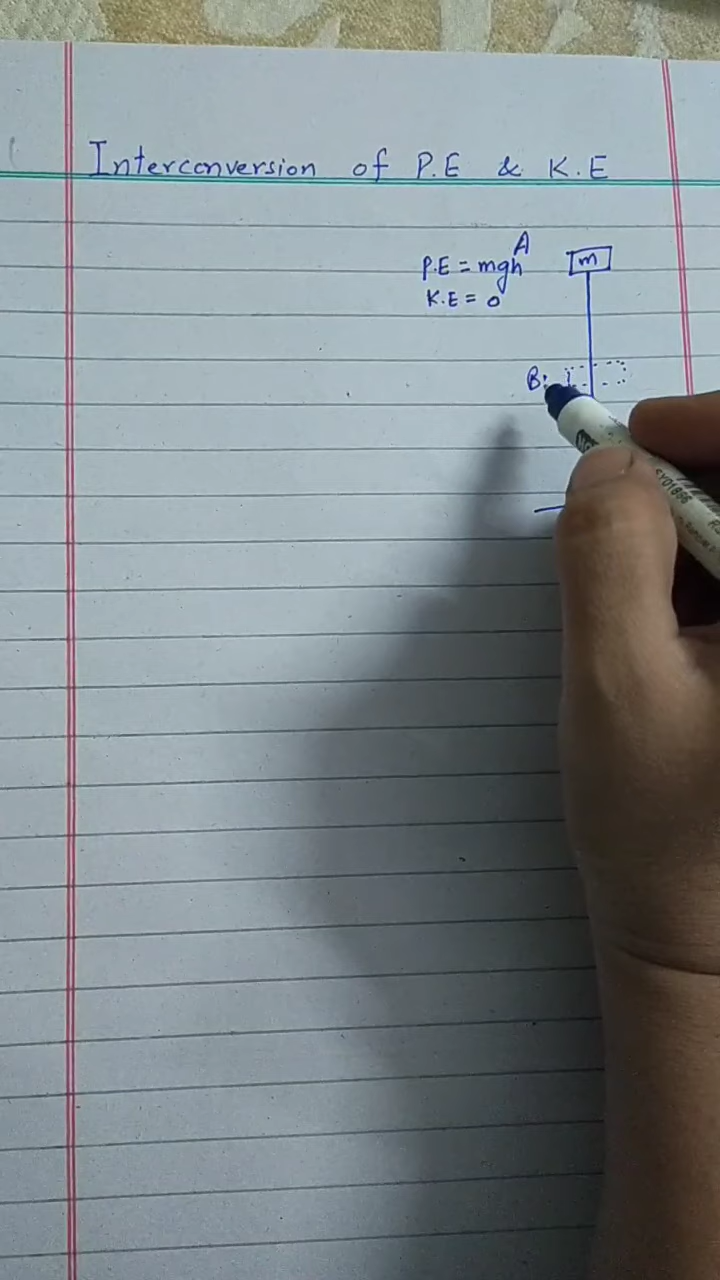 Interconversion of P.E & K.E
A
P.E = mgh
m
K.E = 0
B: